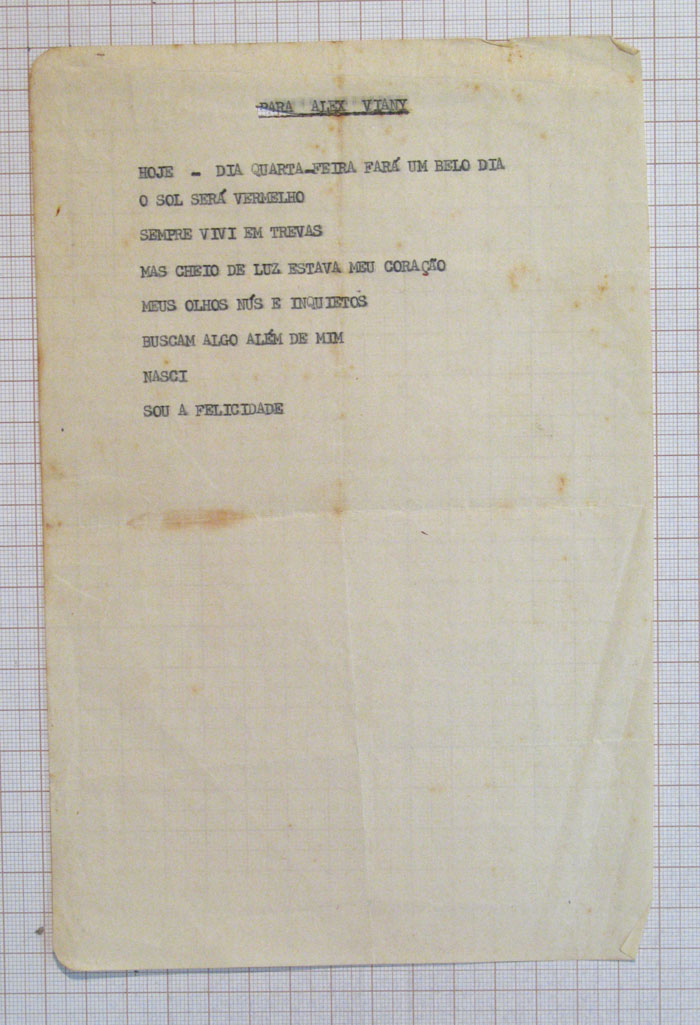 PARA ALEX VIANY
HOJE - DIA QUARTA-FEIRA FARÁ UM BELO DIA
O SOL SERÁ VERMELHO
SEMPRE VIVI EM TREVAS
MAS CHEIO DE LUZ ESTAVA MEU CORAÇÃO
MEUS OLHOS NÚS E INQUIETOS
BUSCAM ALGO ALÉM DE MIM
NASCI
SOU A FELICIDADE